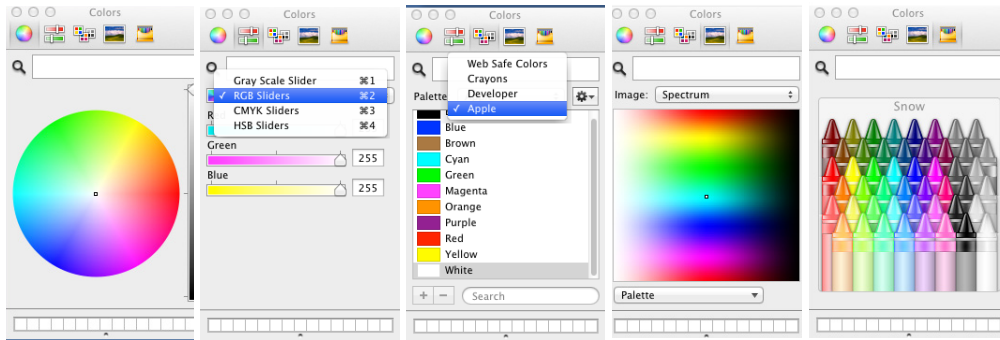 Colors
Colors
Gray Scale Slider ⌘1
✓ RGB Sliders ⌘2
CMYK Sliders ⌘3
HSB Sliders ⌘4
Green
255
Blue
255
Colors
Web Safe Colors
Crayons
Developer
✓ Apple
Blue
Brown
Cyan
Green
Magenta
Orange
Purple
Red
Yellow
White
Search
Colors
Image: Spectrum
Palette
Colors
Snow